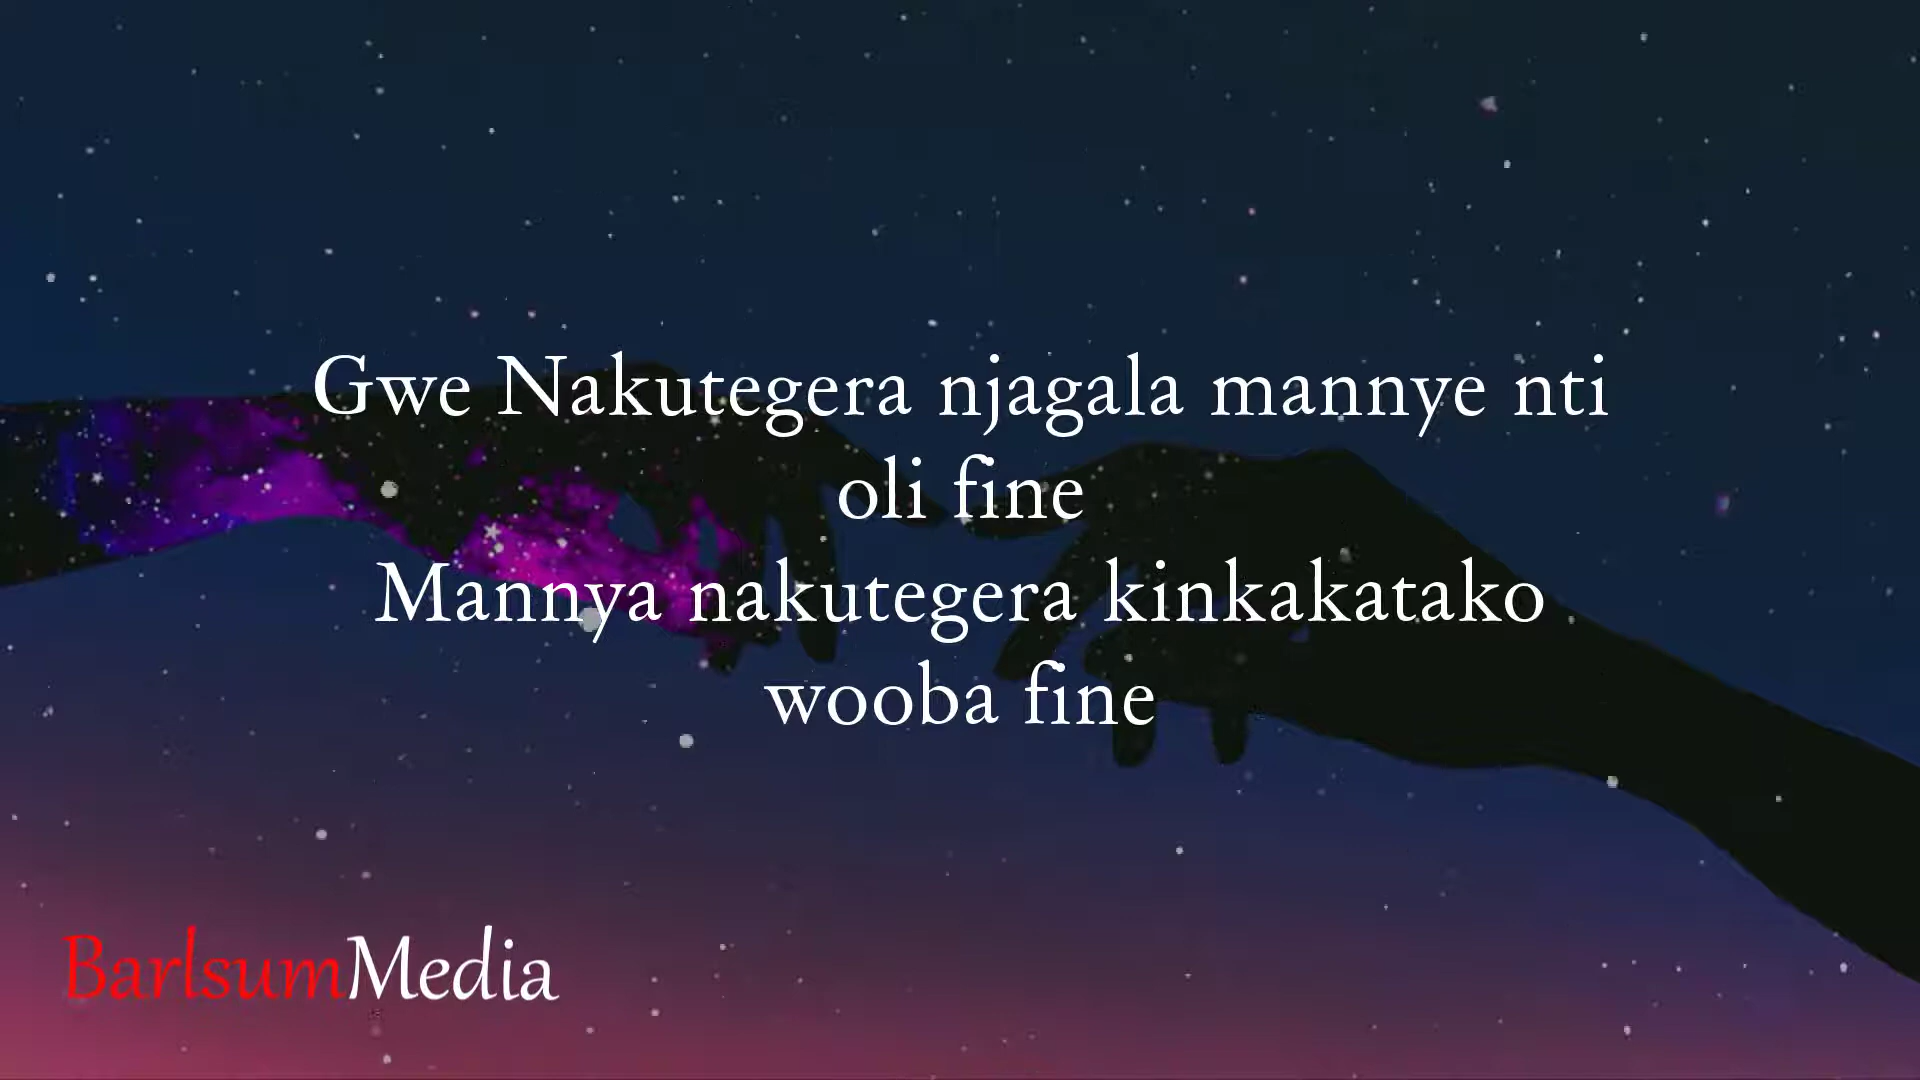 Gwe Nakutegera njagala mannye nti
oli fine
Mannya nakutegera kinkakatako
wooba fine
BarlsumMedia